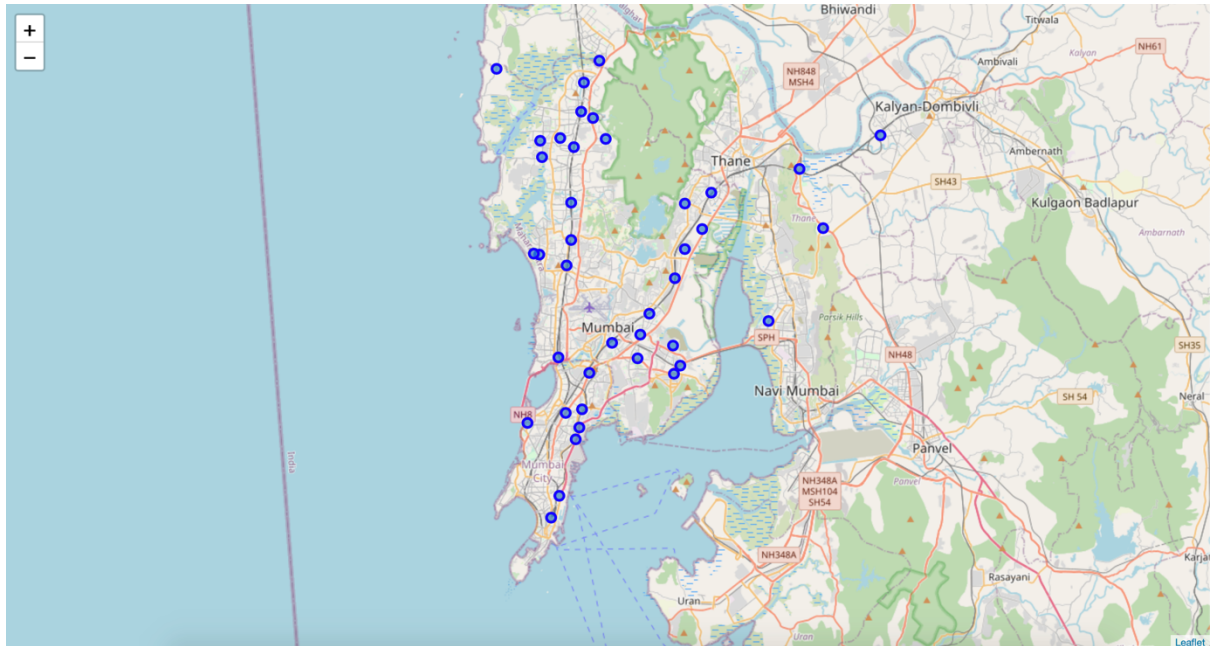 +
−
Bhiwandi
Titwala
Palghar
Kalyan
NH61
Ambivali
NH848
MSH4
Kalyan-Dombivli
Ambernath
Thane
SH43
Kulgaon Badlapur
Thane
Ambarnath
Maharashtra
Parsik Hills
Mumbai
SPH
SH35
NH48
Navi Mumbai
SH 54
Neral
NH8
India
Mumbai
City
Panvel
Panvel
NH348A
MSH104
SH54
NH348A
Karjat
Rasayani
Uran
Uran
Leaflet